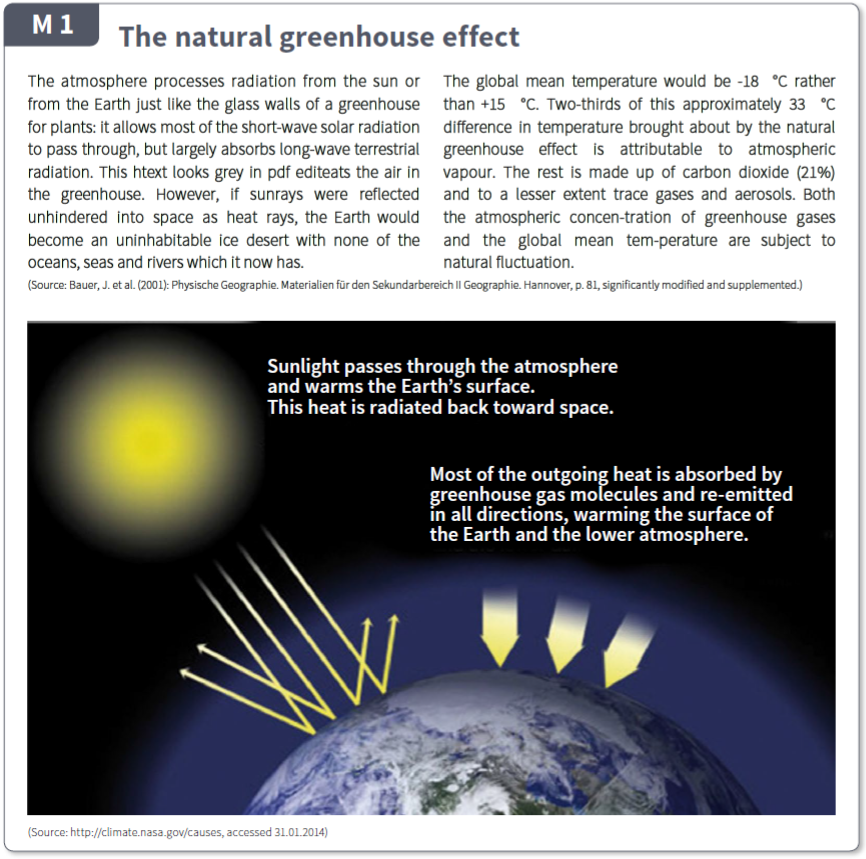 M 1
The natural greenhouse effect
The atmosphere processes radiation from the sun or
from the Earth just like the glass walls of a greenhouse
for plants: it allows most of the short-wave solar radiation
to pass through, but largely absorbs long-wave terrestrial
radiation. This htext looks grey in pdf editeats the air in
the greenhouse. However, if sunrays were reflected
unhindered into space as heat rays, the Earth would
become an uninhabitable ice desert with none of the
oceans, seas and rivers which it now has.
The global mean temperature would be -18 °C rather
than +15 °C. Two-thirds of this approximately 33 °C
difference in temperature brought about by the natural
greenhouse effect is attributable to atmospheric
vapour. The rest is made up of carbon dioxide (21%)
and to a lesser extent trace gases and aerosols. Both
the atmospheric concen-tration of greenhouse gases
and the global mean tem-perature are subject to
natural fluctuation.
(Source: Bauer, J. et al. (2001): Physische Geographie. Materialien für den Sekundarbereich II Geographie. Hannover, p. 81, significantly modified and supplemented.)
Sunlight passes through the atmosphere
and warms the Earth's surface.
This heat is radiated back toward space.
Most of the outgoing heat is absorbed by
greenhouse gas molecules and re-emitted
in all directions, warming the surface of
the Earth and the lower atmosphere.
(Source: http://climate.nasa.gov/causes, accessed 31.01.2014)